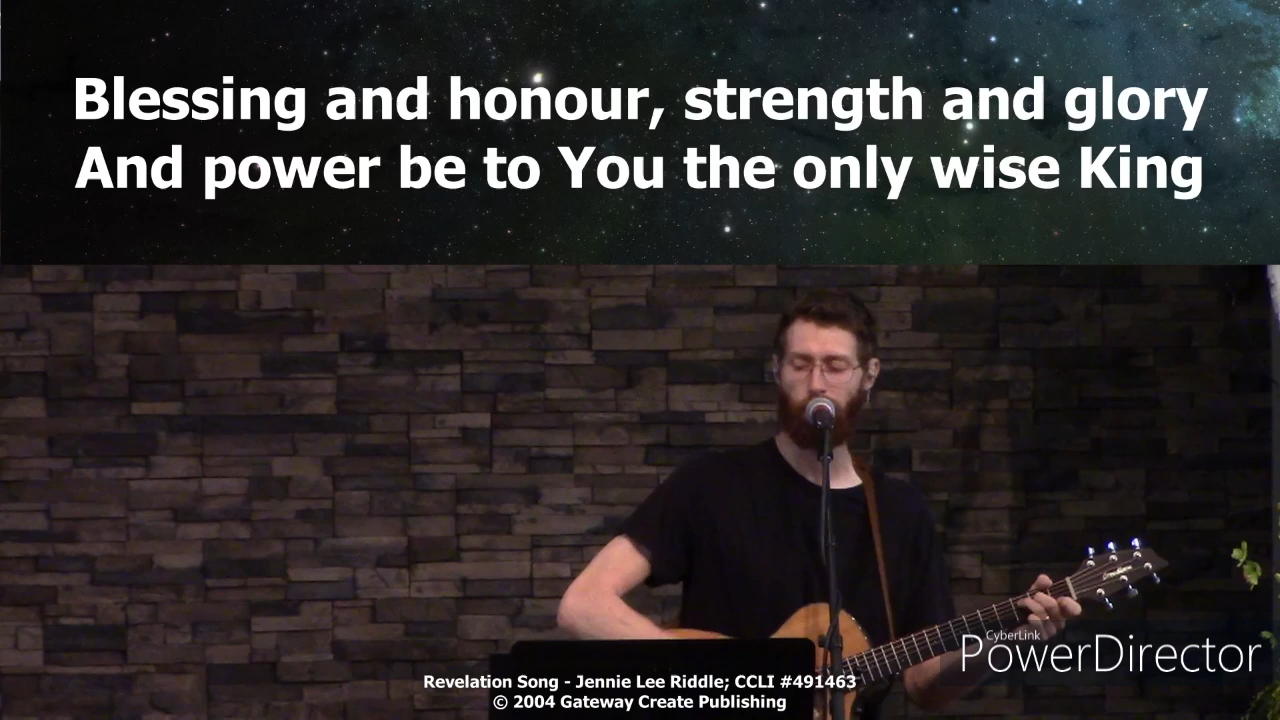 Blessing and honour, strength and glory
And power be to You the only wise King
CyberLink
PowerDirector
Revelation Song - Jennie Lee Riddle; CCLI #491463
© 2004 Gateway Create Publishing